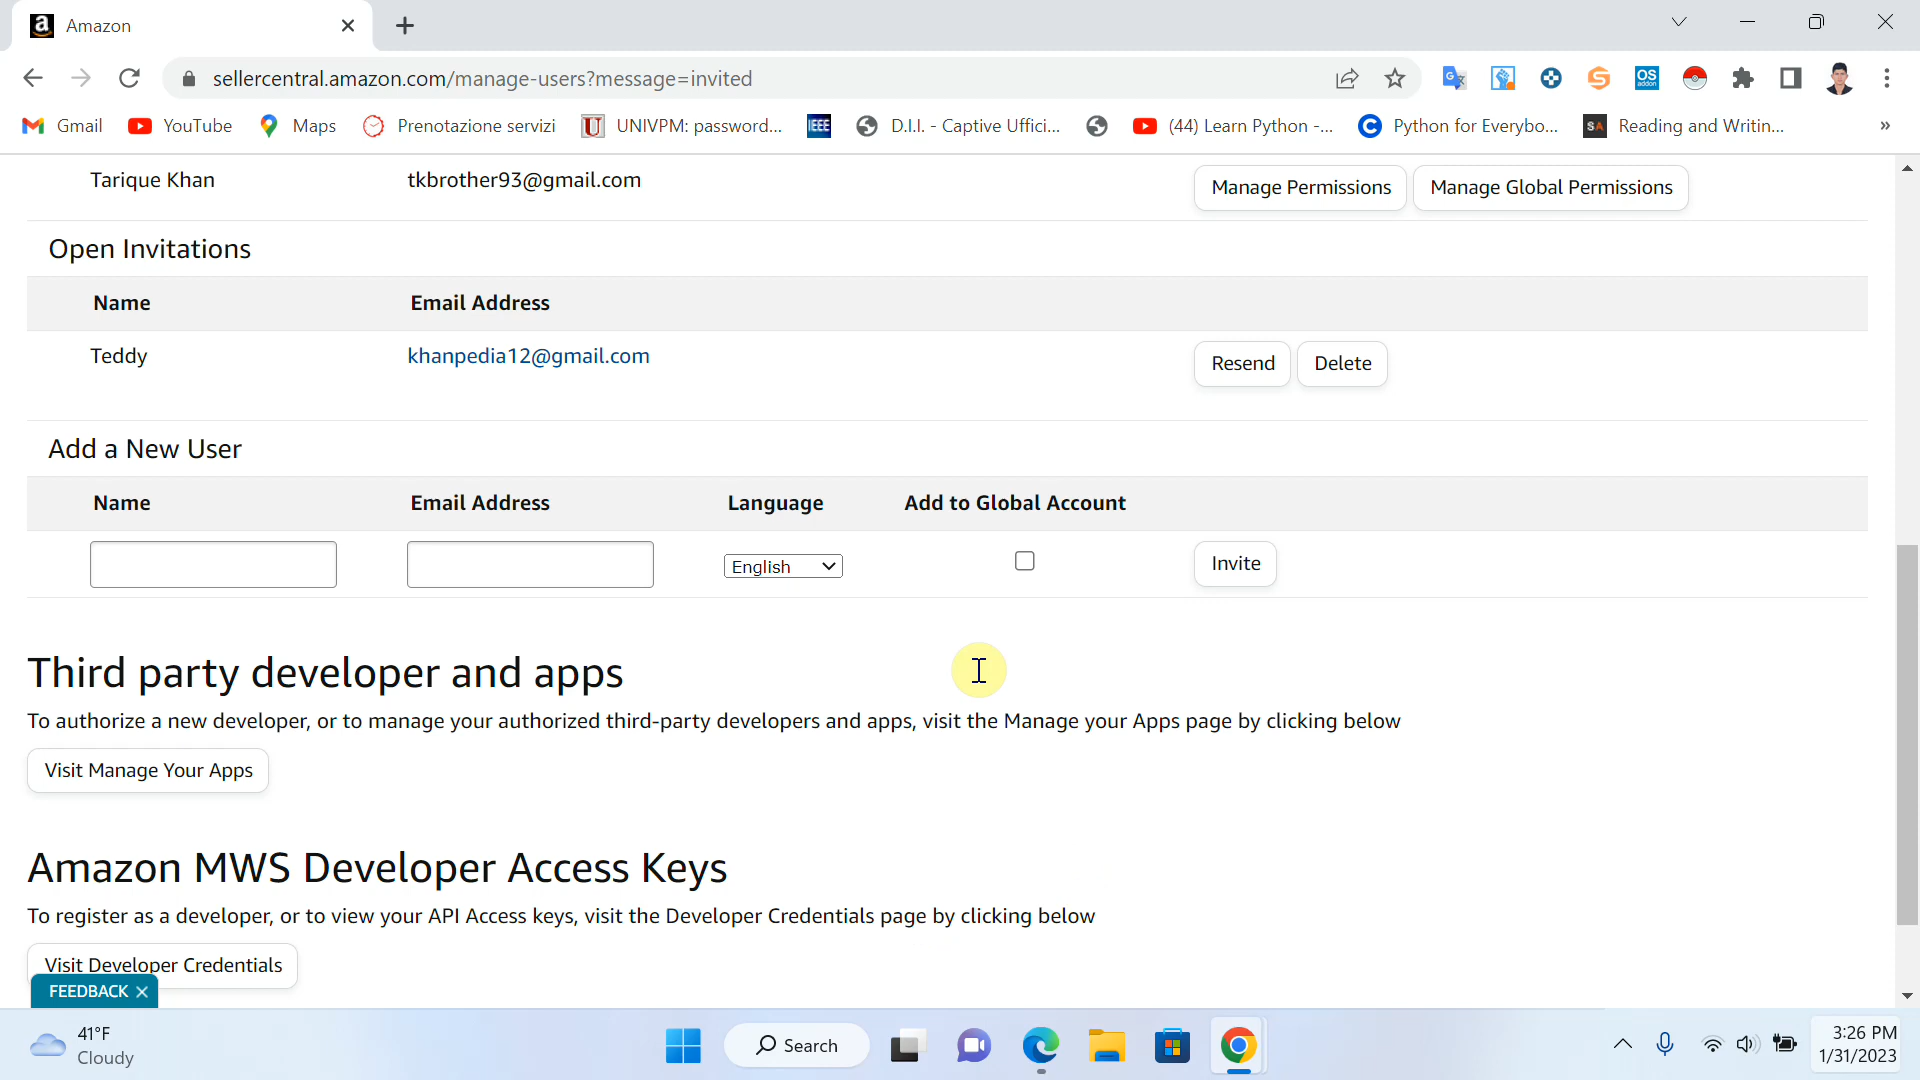 Amazon
sellercentral.amazon.com/manage-users?message=invited
Gmail YouTube Maps Prenotazione servizi UNIVPM: password... IEEE D.I.I. - Captive Uffici... (44) Learn Python -... Python for Everybo... SA Reading and Writin... »
Tarique Khan tkbrother93@gmail.com Manage Permissions Manage Global Permissions
Open Invitations
Name Email Address
Teddy khanpedia12@gmail.com Resend Delete
Add a New User
Name Email Address Language Add to Global Account
English Invite
Third party developer and apps
To authorize a new developer, or to manage your authorized third-party developers and apps, visit the Manage your Apps page by clicking below
Visit Manage Your Apps
Amazon MWS Developer Access Keys
To register as a developer, or to view your API Access keys, visit the Developer Credentials page by clicking below
Visit Developer Credentials
FEEDBACK
41°F
Cloudy
Search
3:26 PM
1/31/2023